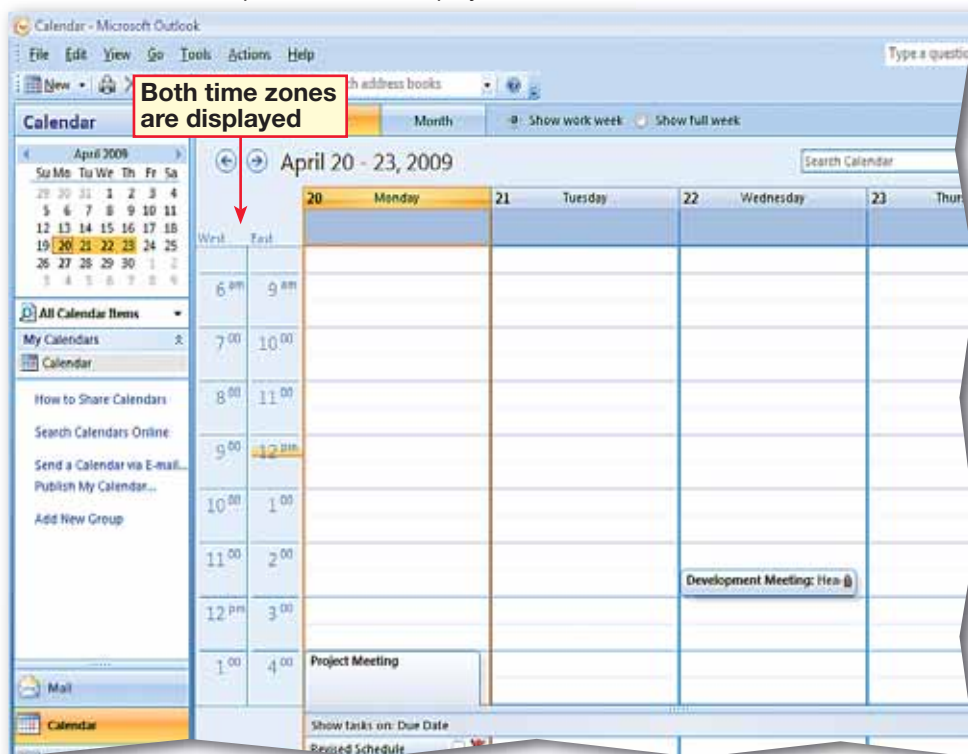 Calendar - Microsoft Outlook
File Edit View Go Tools Actions Help
Type a questio
New
address books
Both time zones
are displayed
Calendar
Month
Show work week
Show full week
April 2009
Su Mo Tu We Th Fr Sa
29 30 31 1 2 3 4
5 6 7 8 9 10 11
12 13 14 15 16 17 18
19 20 21 22 23 24 25
26 27 28 29 30 1 2
3 4 5 6 7 8 9
April 20 - 23, 2009
Search Calendar
20 Monday
21 Tuesday
22 Wednesday
23 Thurs
West East
All Calendar Items
My Calendars
Calendar
How to Share Calendars
Search Calendars Online
Send a Calendar via E-mail...
Publish My Calendar...
Add New Group
6 am 9 am
7 00 10 00
8 00 11 00
9 00 12 pm
10 00 1 00
11 00 2 00
12 pm 3 00
1 00 4 00
Development Meeting: Hea
Project Meeting
Mail
Calendar
Show tasks on: Due Date
Revised Schedule